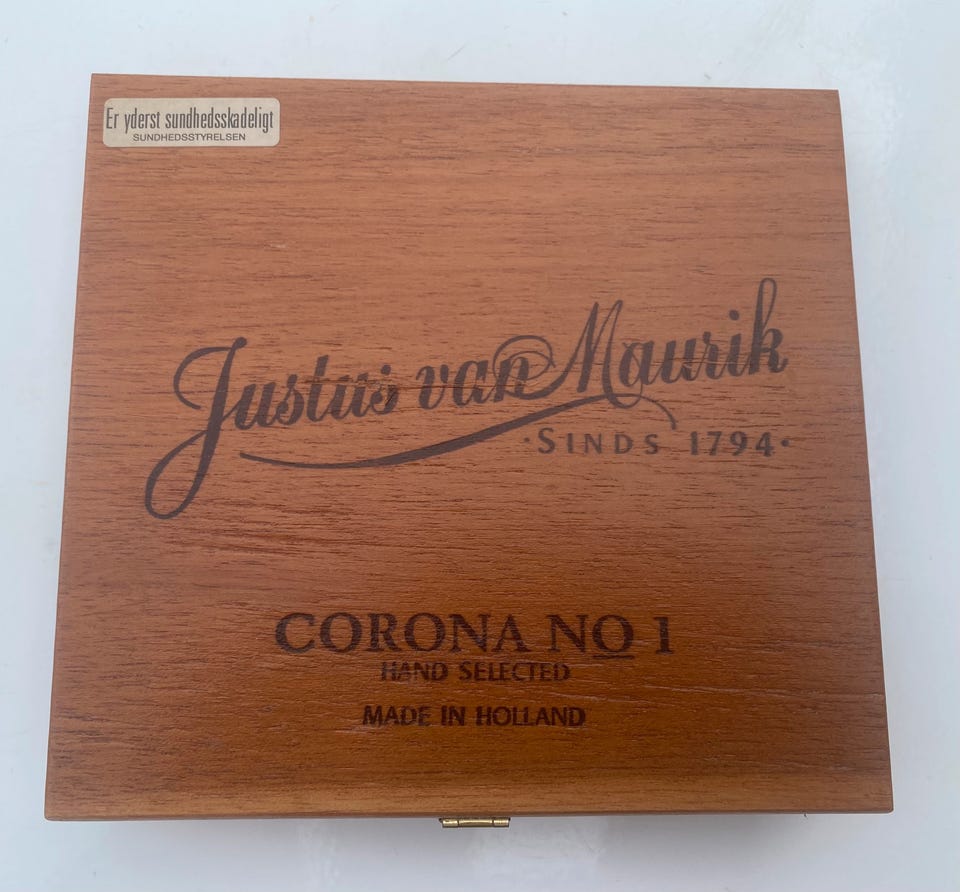 Er yderst sundhedsskadeligt
SUNDHEDSSTYRELSEN
Justus van Maurik
·SINDS 1794·
CORONA NO 1
HAND SELECTED
MADE IN HOLLAND